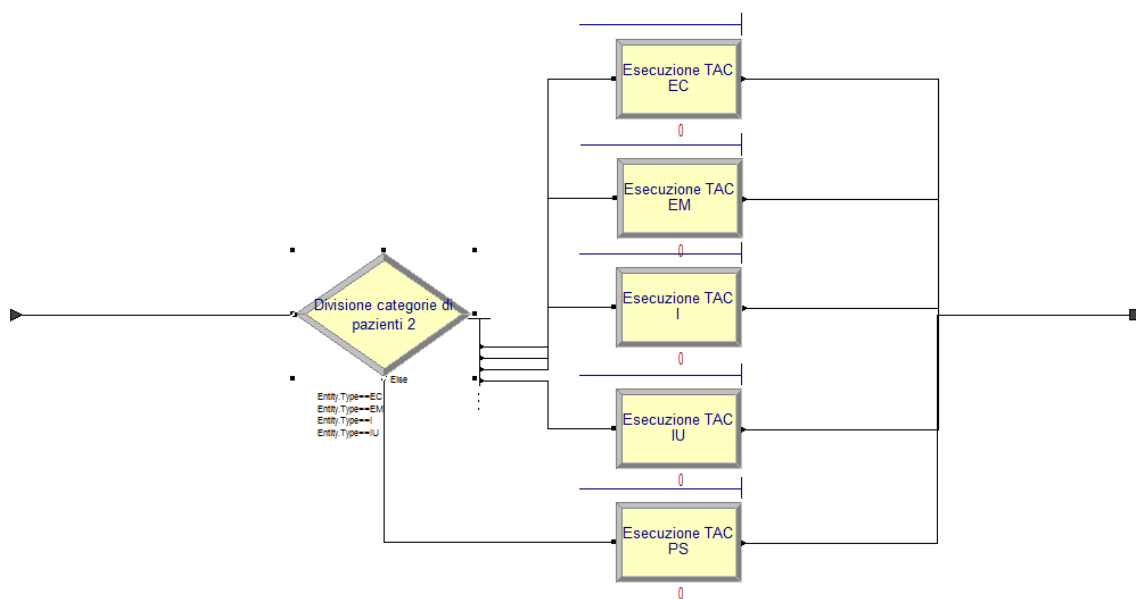 Esecuzione TAC
EC
0
Esecuzione TAC
EM
0
Divisione categorie di
pazienti 2
Else
Entity.Type==EC
Entity.Type==EM
Entity.Type==I
Entity.Type==IU
Esecuzione TAC
I
0
Esecuzione TAC
IU
0
Esecuzione TAC
PS
0